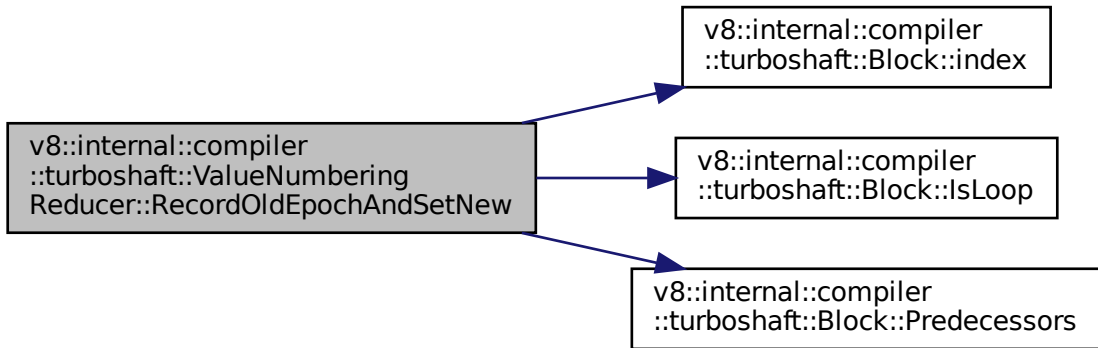 v8::internal::compiler
::turboshaft::ValueNumbering
Reducer::RecordOldEpochAndSetNew
v8::internal::compiler
::turboshaft::Block::index
v8::internal::compiler
::turboshaft::Block::IsLoop
v8::internal::compiler
::turboshaft::Block::Predecessors